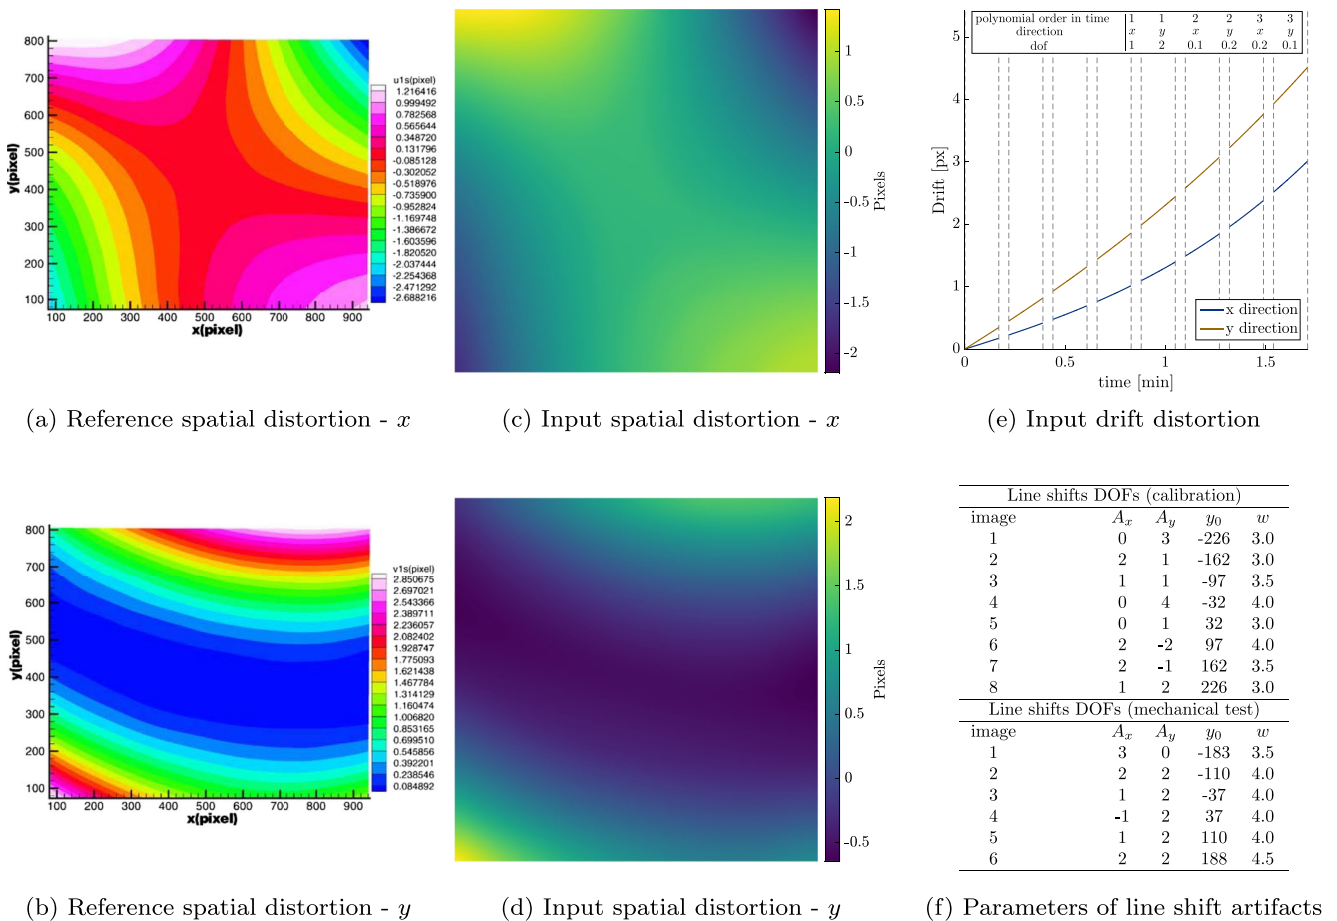 800
700
600
500
400
300
200
100
y(pixel)
100 200 300 400 500 600 700 800 900
x(pixel)
u1s(pixel)
1.216416
0.999492
0.782568
0.565644
0.348720
0.131796
-0.085128
-0.302052
-0.518976
-0.735900
-0.952824
-1.169748
-1.386672
-1.603596
-1.820520
-2.037444
-2.254368
-2.471292
-2.688216
(a) Reference spatial distortion - x
1
0.5
0
-0.5
-1
-1.5
-2
Pixels
(c) Input spatial distortion - x
polynomial order in time 1 1 2 2 3 3
direction x y x y x y
dof 1 2 0.1 0.2 0.2 0.1
5
4
3
2
1
0
Drift [px]
x direction
y direction
0 0.5 1 1.5
time [min]
(e) Input drift distortion
800
700
600
500
400
300
200
100
y(pixel)
100 200 300 400 500 600 700 800 900
x(pixel)
v1s(pixel)
2.850675
2.697021
2.543366
2.389711
2.236057
2.082402
1.928747
1.775093
1.621438
1.467784
1.314129
1.160474
1.006820
0.853165
0.699510
0.545856
0.392201
0.238546
0.084892
(b) Reference spatial distortion - y
2
1.5
1
0.5
0
-0.5
Pixels
(d) Input spatial distortion - y
Line shifts DOFs (calibration)
image Ax Ay y0 w
1 0 3 -226 3.0
2 2 1 -162 3.0
3 1 1 -97 3.5
4 0 4 -32 4.0
5 0 1 32 3.0
6 2 -2 97 4.0
7 2 -1 162 3.5
8 1 2 226 3.0
Line shifts DOFs (mechanical test)
image Ax Ay y0 w
1 3 0 -183 3.5
2 2 2 -110 4.0
3 1 2 -37 4.0
4 -1 2 37 4.0
5 1 2 110 4.0
6 2 2 188 4.5
(f) Parameters of line shift artifacts